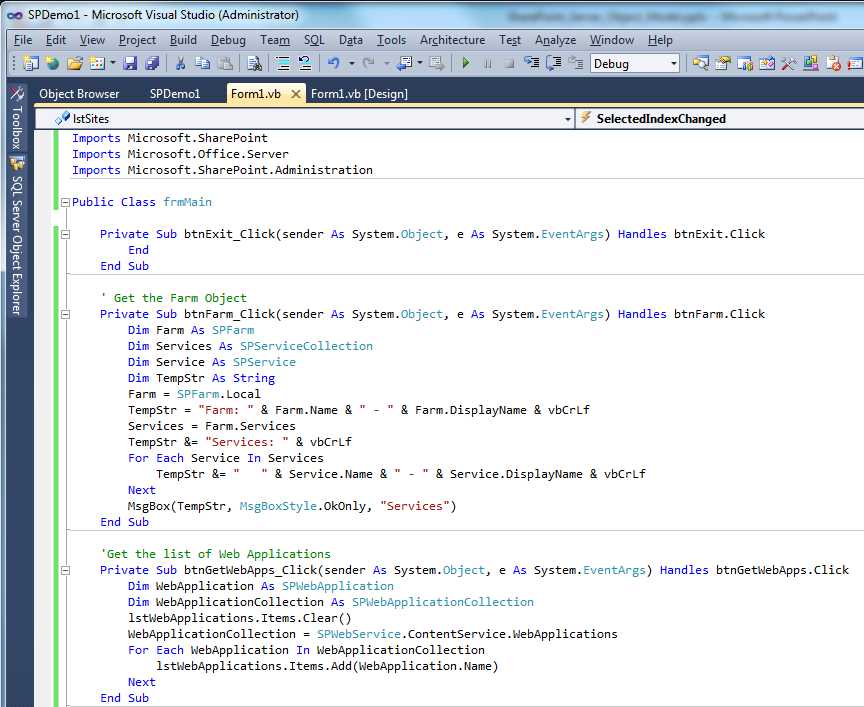 SPDemo1 - Microsoft Visual Studio (Administrator)
File Edit View Project Build Debug Team SQL Data Tools Architecture Test Analyze Window Help
Debug
Object Browser SPDemo1 Form1.vb Form1.vb [Design]
Toolbox
SQL Server Object Explorer
lstSites SelectedIndexChanged
Imports Microsoft.SharePoint
Imports Microsoft.Office.Server
Imports Microsoft.SharePoint.Administration
Public Class frmMain
Private Sub btnExit_Click(sender As System.Object, e As System.EventArgs) Handles btnExit.Click
End
End Sub
' Get the Farm Object
Private Sub btnFarm_Click(sender As System.Object, e As System.EventArgs) Handles btnFarm.Click
Dim Farm As SPFarm
Dim Services As SPServiceCollection
Dim Service As SPService
Dim TempStr As String
Farm = SPFarm.Local
TempStr = "Farm: " & Farm.Name & " - " & Farm.DisplayName & vbCrLf
Services = Farm.Services
TempStr &= "Services: " & vbCrLf
For Each Service In Services
TempStr &= "   " & Service.Name & " - " & Service.DisplayName & vbCrLf
Next
MsgBox(TempStr, MsgBoxStyle.OkOnly, "Services")
End Sub
'Get the list of Web Applications
Private Sub btnGetWebApps_Click(sender As System.Object, e As System.EventArgs) Handles btnGetWebApps.Click
Dim WebApplication As SPWebApplication
Dim WebApplicationCollection As SPWebApplicationCollection
lstWebApplications.Items.Clear()
WebApplicationCollection = SPWebService.ContentService.WebApplications
For Each WebApplication In WebApplicationCollection
lstWebApplications.Items.Add(WebApplication.Name)
Next
End Sub